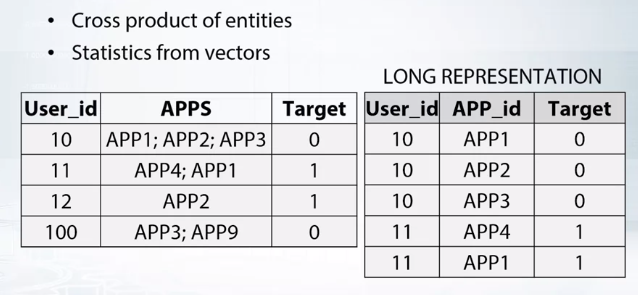 • Cross product of entities
• Statistics from vectors
LONG REPRESENTATION
User_id APPS Target
10 APP1; APP2; APP3 0
11 APP4; APP1 1
12 APP2 1
100 APP3; APP9 0
User_id APP_id Target
10 APP1 0
10 APP2 0
10 APP3 0
11 APP4 1
11 APP1 1